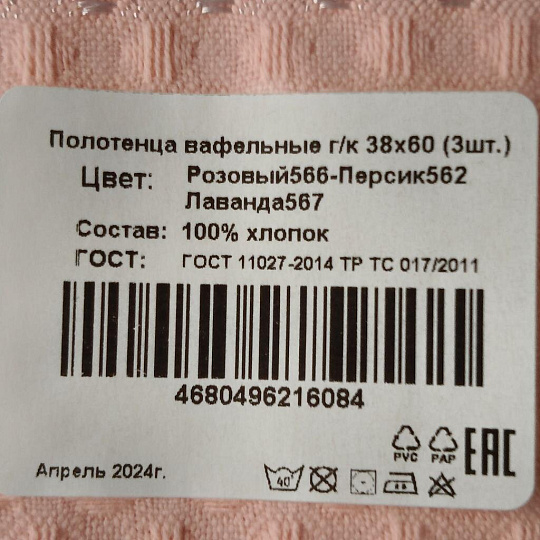 Полотенца вафельные г/к 38х60 (3шт.)
Цвет: Розовый566-Персик562
Лаванда567
Состав: 100% хлопок
ГОСТ: ГОСТ 11027-2014 ТР ТС 017/2011
4680496216084
PVC PAP EAC
Апрель 2024г. 40°